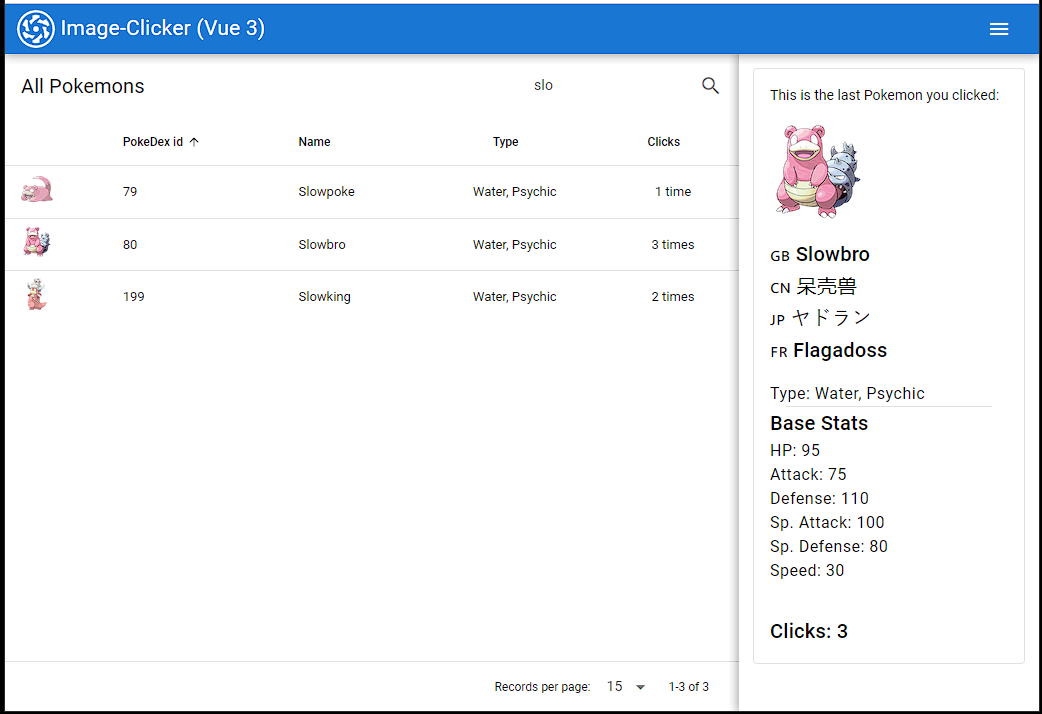 Image-Clicker (Vue 3)
All Pokemons
slo
PokeDex id Name Type Clicks
79 Slowpoke Water, Psychic 1 time
80 Slowbro Water, Psychic 3 times
199 Slowking Water, Psychic 2 times
Records per page: 15 1-3 of 3
This is the last Pokemon you clicked:
GB Slowbro
CN 呆壳兽
JP ヤドラン
FR Flagadoss
Type: Water, Psychic
Base Stats
HP: 95
Attack: 75
Defense: 110
Sp. Attack: 100
Sp. Defense: 80
Speed: 30
Clicks: 3